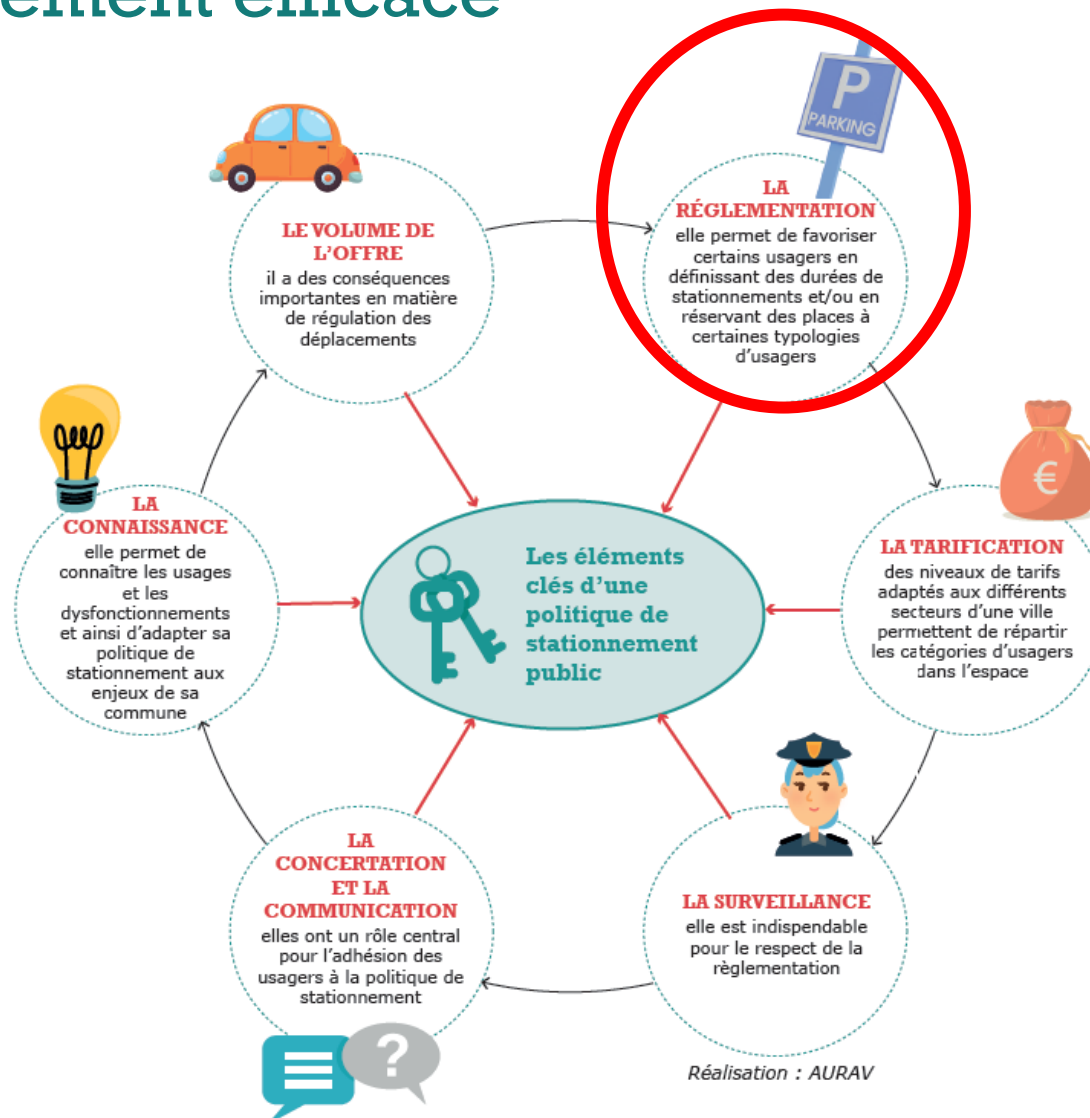 ement efficace
P
PARKING
LE VOLUME DE
L'OFFRE
il a des conséquences
importantes en matière
de régulation des
déplacements
LA
RÉGLEMENTATION
elle permet de favoriser
certains usagers en
définissant des durées de
stationnements et/ou en
réservant des places à
certaines typologies
d'usagers
€
LA TARIFICATION
des niveaux de tarifs
adaptés aux différents
secteurs d'une ville
permettent de répartir
les catégories d'usagers
dans l'espace
LA SURVEILLANCE
elle est indispendable
pour le respect de la
règlementation
LA
CONCERTATION
ET LA
COMMUNICATION
elles ont un rôle central
pour l'adhésion des
usagers à la politique de
stationnement
?
LA
CONNAISSANCE
elle permet de
connaître les usages
et les
dysfonctionnements
et ainsi d'adapter sa
politique de
stationnement aux
enjeux de sa
commune
Les éléments
clés d'une
politique de
stationnement
public
Réalisation : AURAV